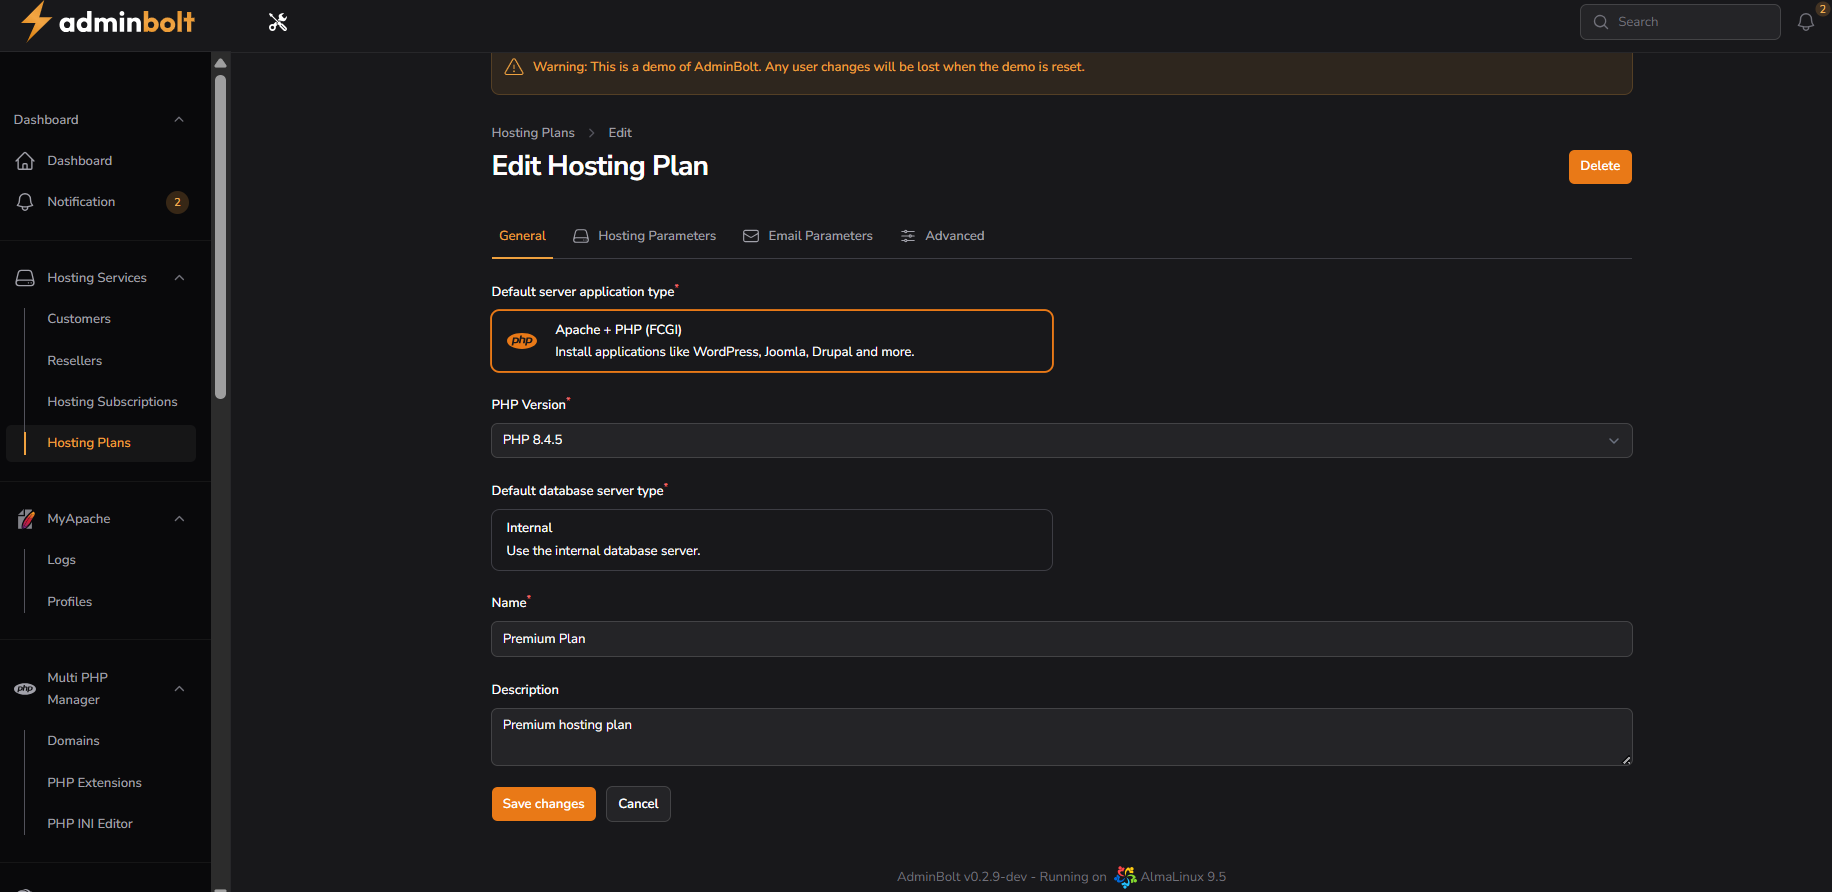 adminbolt
Search
2
Warning: This is a demo of AdminBolt. Any user changes will be lost when the demo is reset.
Dashboard
Dashboard
Notification 2
Hosting Services
Customers
Resellers
Hosting Subscriptions
Hosting Plans
MyApache
Logs
Profiles
php
Multi PHP
Manager
Domains
PHP Extensions
PHP INI Editor
Hosting Plans > Edit
Edit Hosting Plan
Delete
General Hosting Parameters Email Parameters Advanced
Default server application type*
php
Apache + PHP (FCGI)
Install applications like WordPress, Joomla, Drupal and more.
PHP Version*
PHP 8.4.5
Default database server type*
Internal
Use the internal database server.
Name*
Premium Plan
Description
Premium hosting plan
Save changes Cancel
AdminBolt v0.2.9-dev - Running on AlmaLinux 9.5